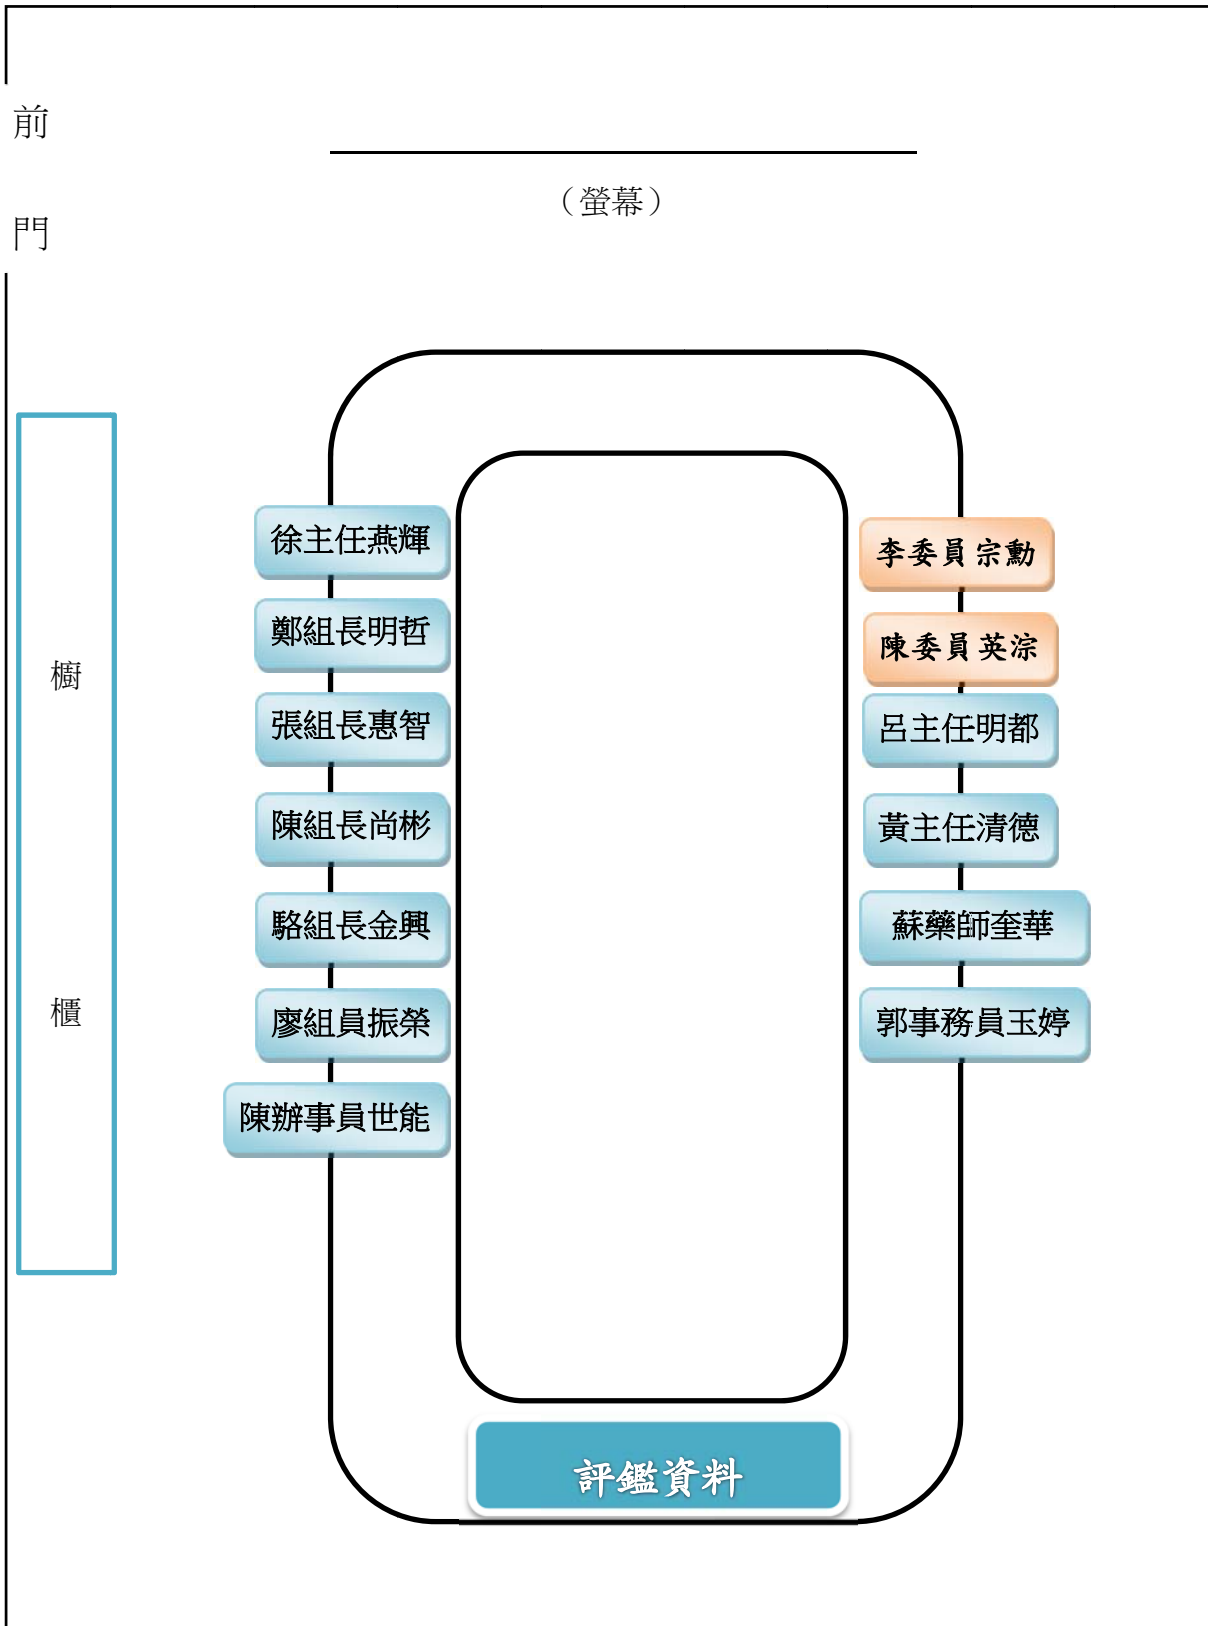 前
門
（螢幕）
櫥
櫃
徐主任燕輝
鄭組長明哲
張組長惠智
陳組長尚彬
駱組長金興
廖組員振榮
陳辦事員世能
李委員宗勳
陳委員英淙
呂主任明都
黃主任清德
蘇藥師奎華
郭事務員玉婷
評鑑資料